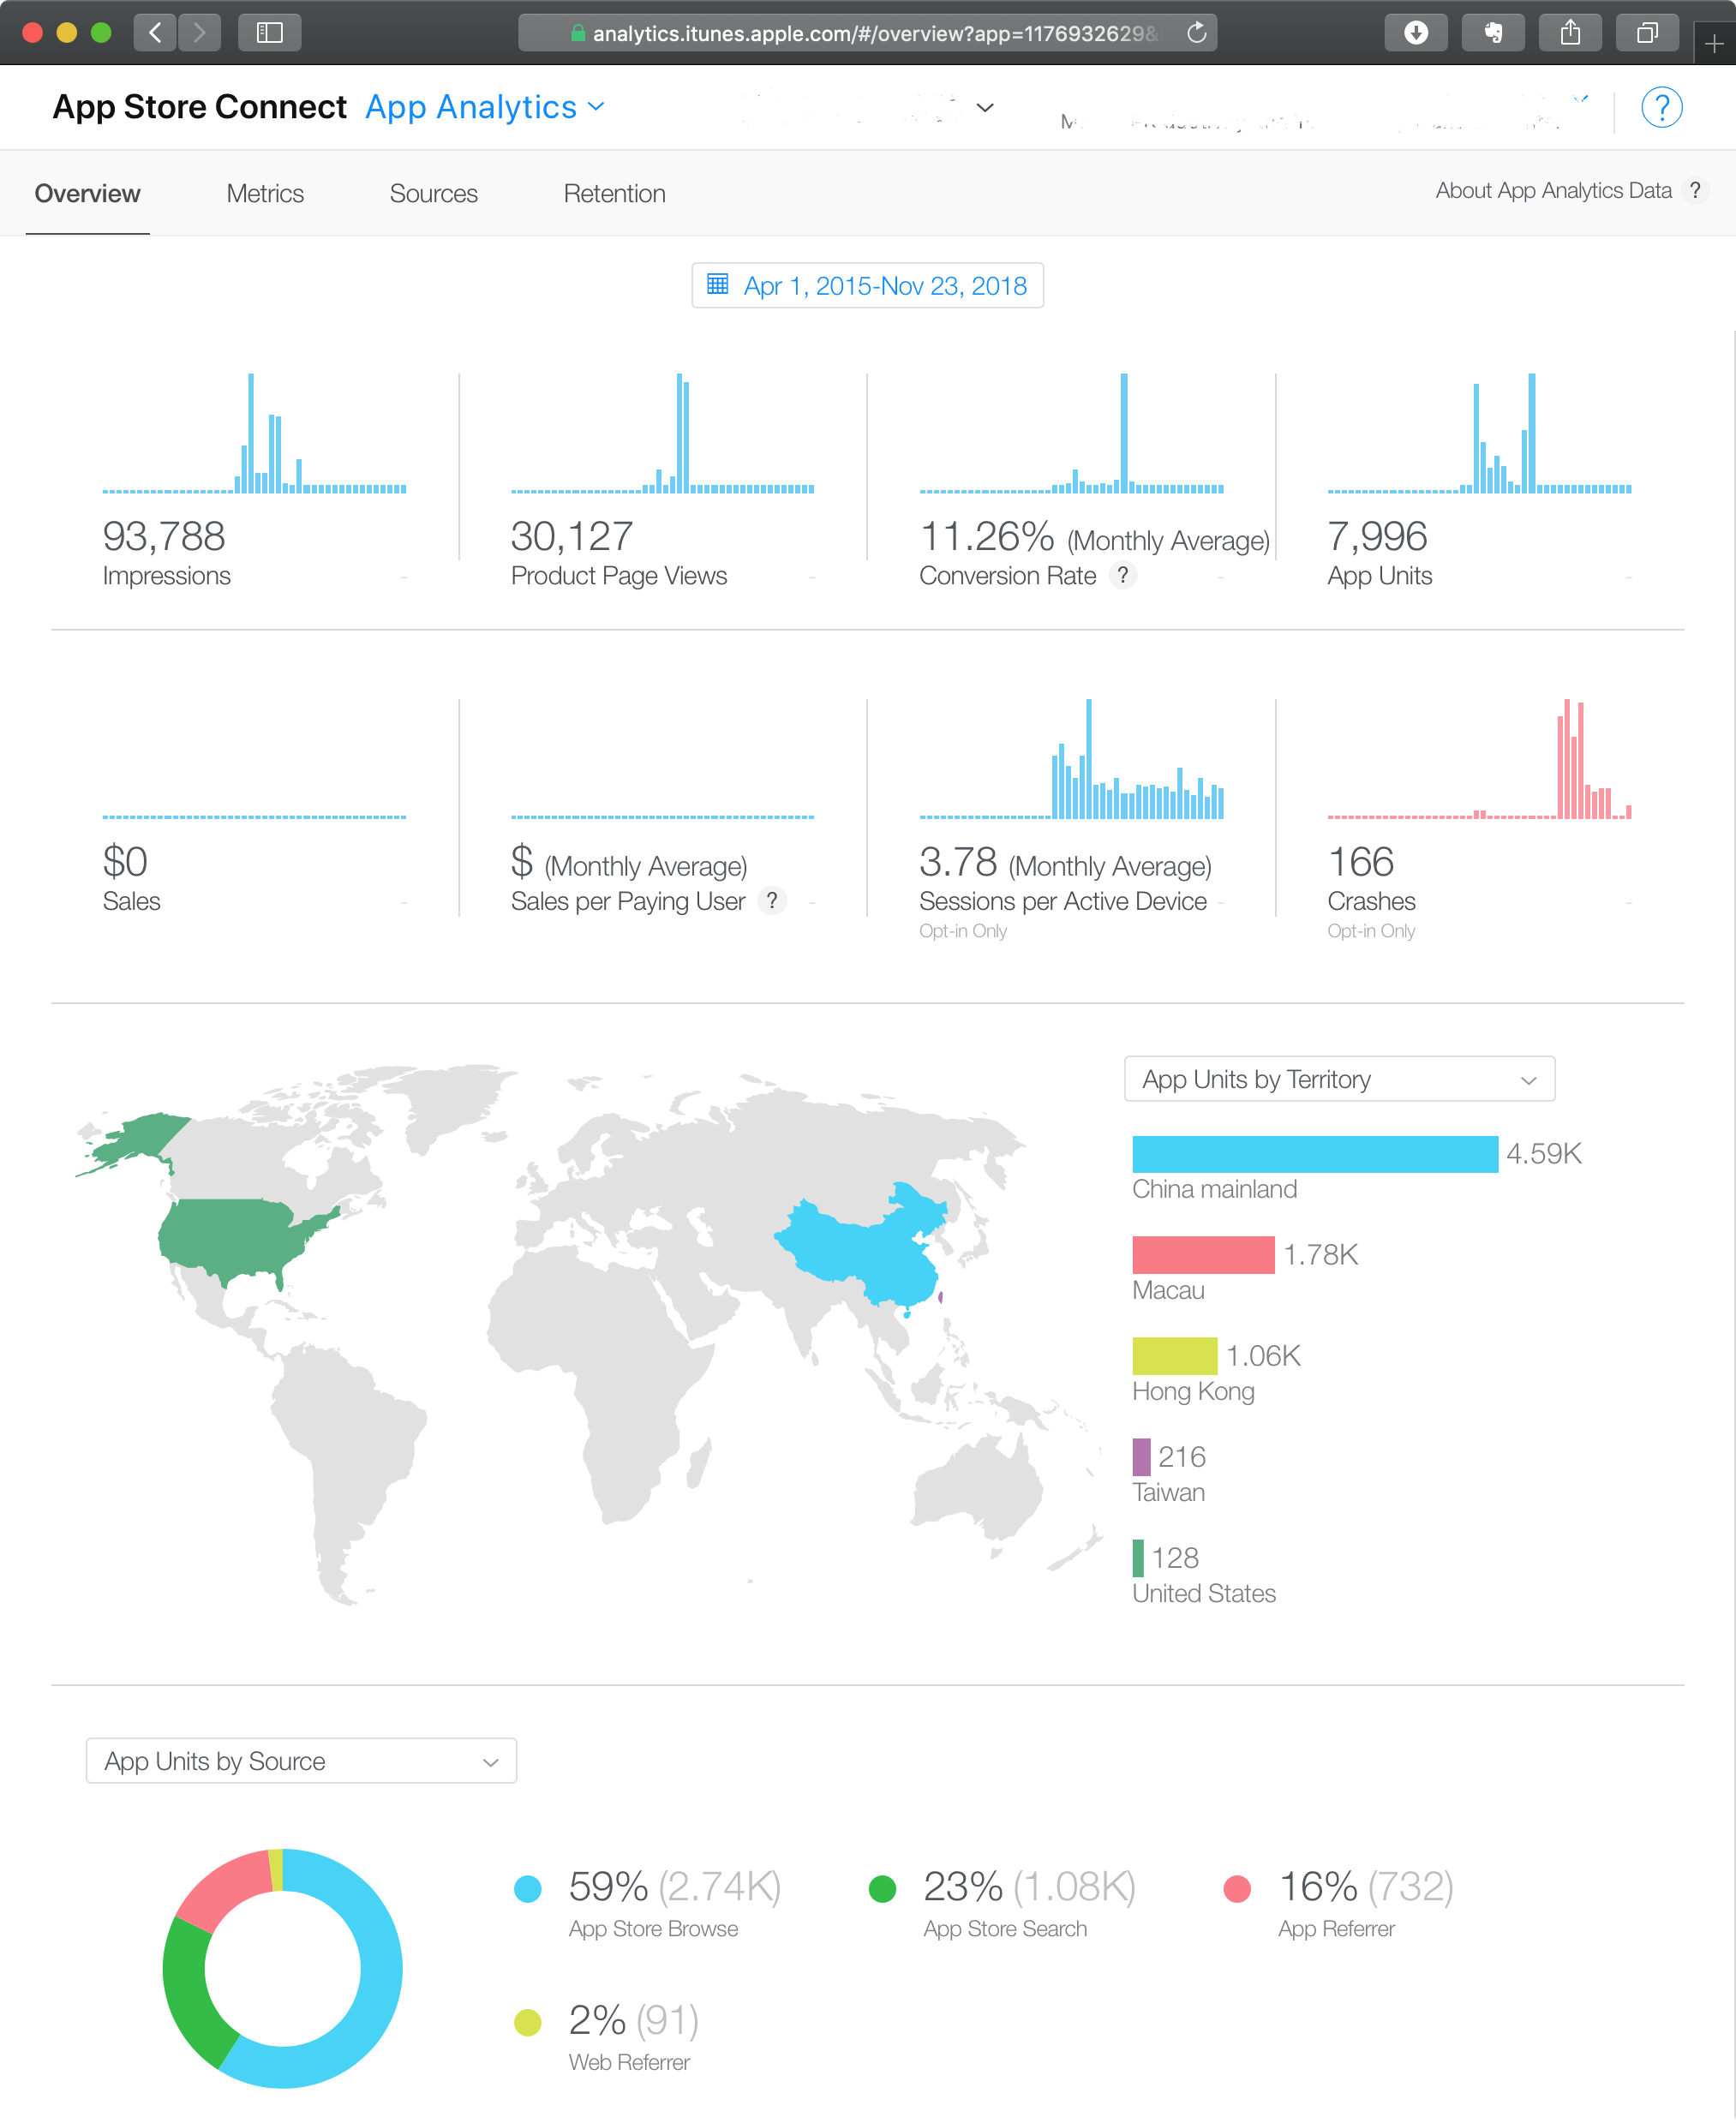 analytics.itunes.apple.com/#/overview?app=1176932629&
App Store Connect App Analytics
?
Overview Metrics Sources Retention About App Analytics Data ?
Apr 1, 2015-Nov 23, 2018
93,788
Impressions -
30,127
Product Page Views -
11.26% (Monthly Average)
Conversion Rate ? -
7,996
App Units -
$0
Sales -
$ (Monthly Average)
Sales per Paying User ? -
3.78 (Monthly Average)
Sessions per Active Device -
Opt-in Only
166
Crashes -
Opt-in Only
App Units by Territory
4.59K
China mainland
1.78K
Macau
1.06K
Hong Kong
216
Taiwan
128
United States
App Units by Source
59% (2.74K)
App Store Browse
23% (1.08K)
App Store Search
16% (732)
App Referrer
2% (91)
Web Referrer